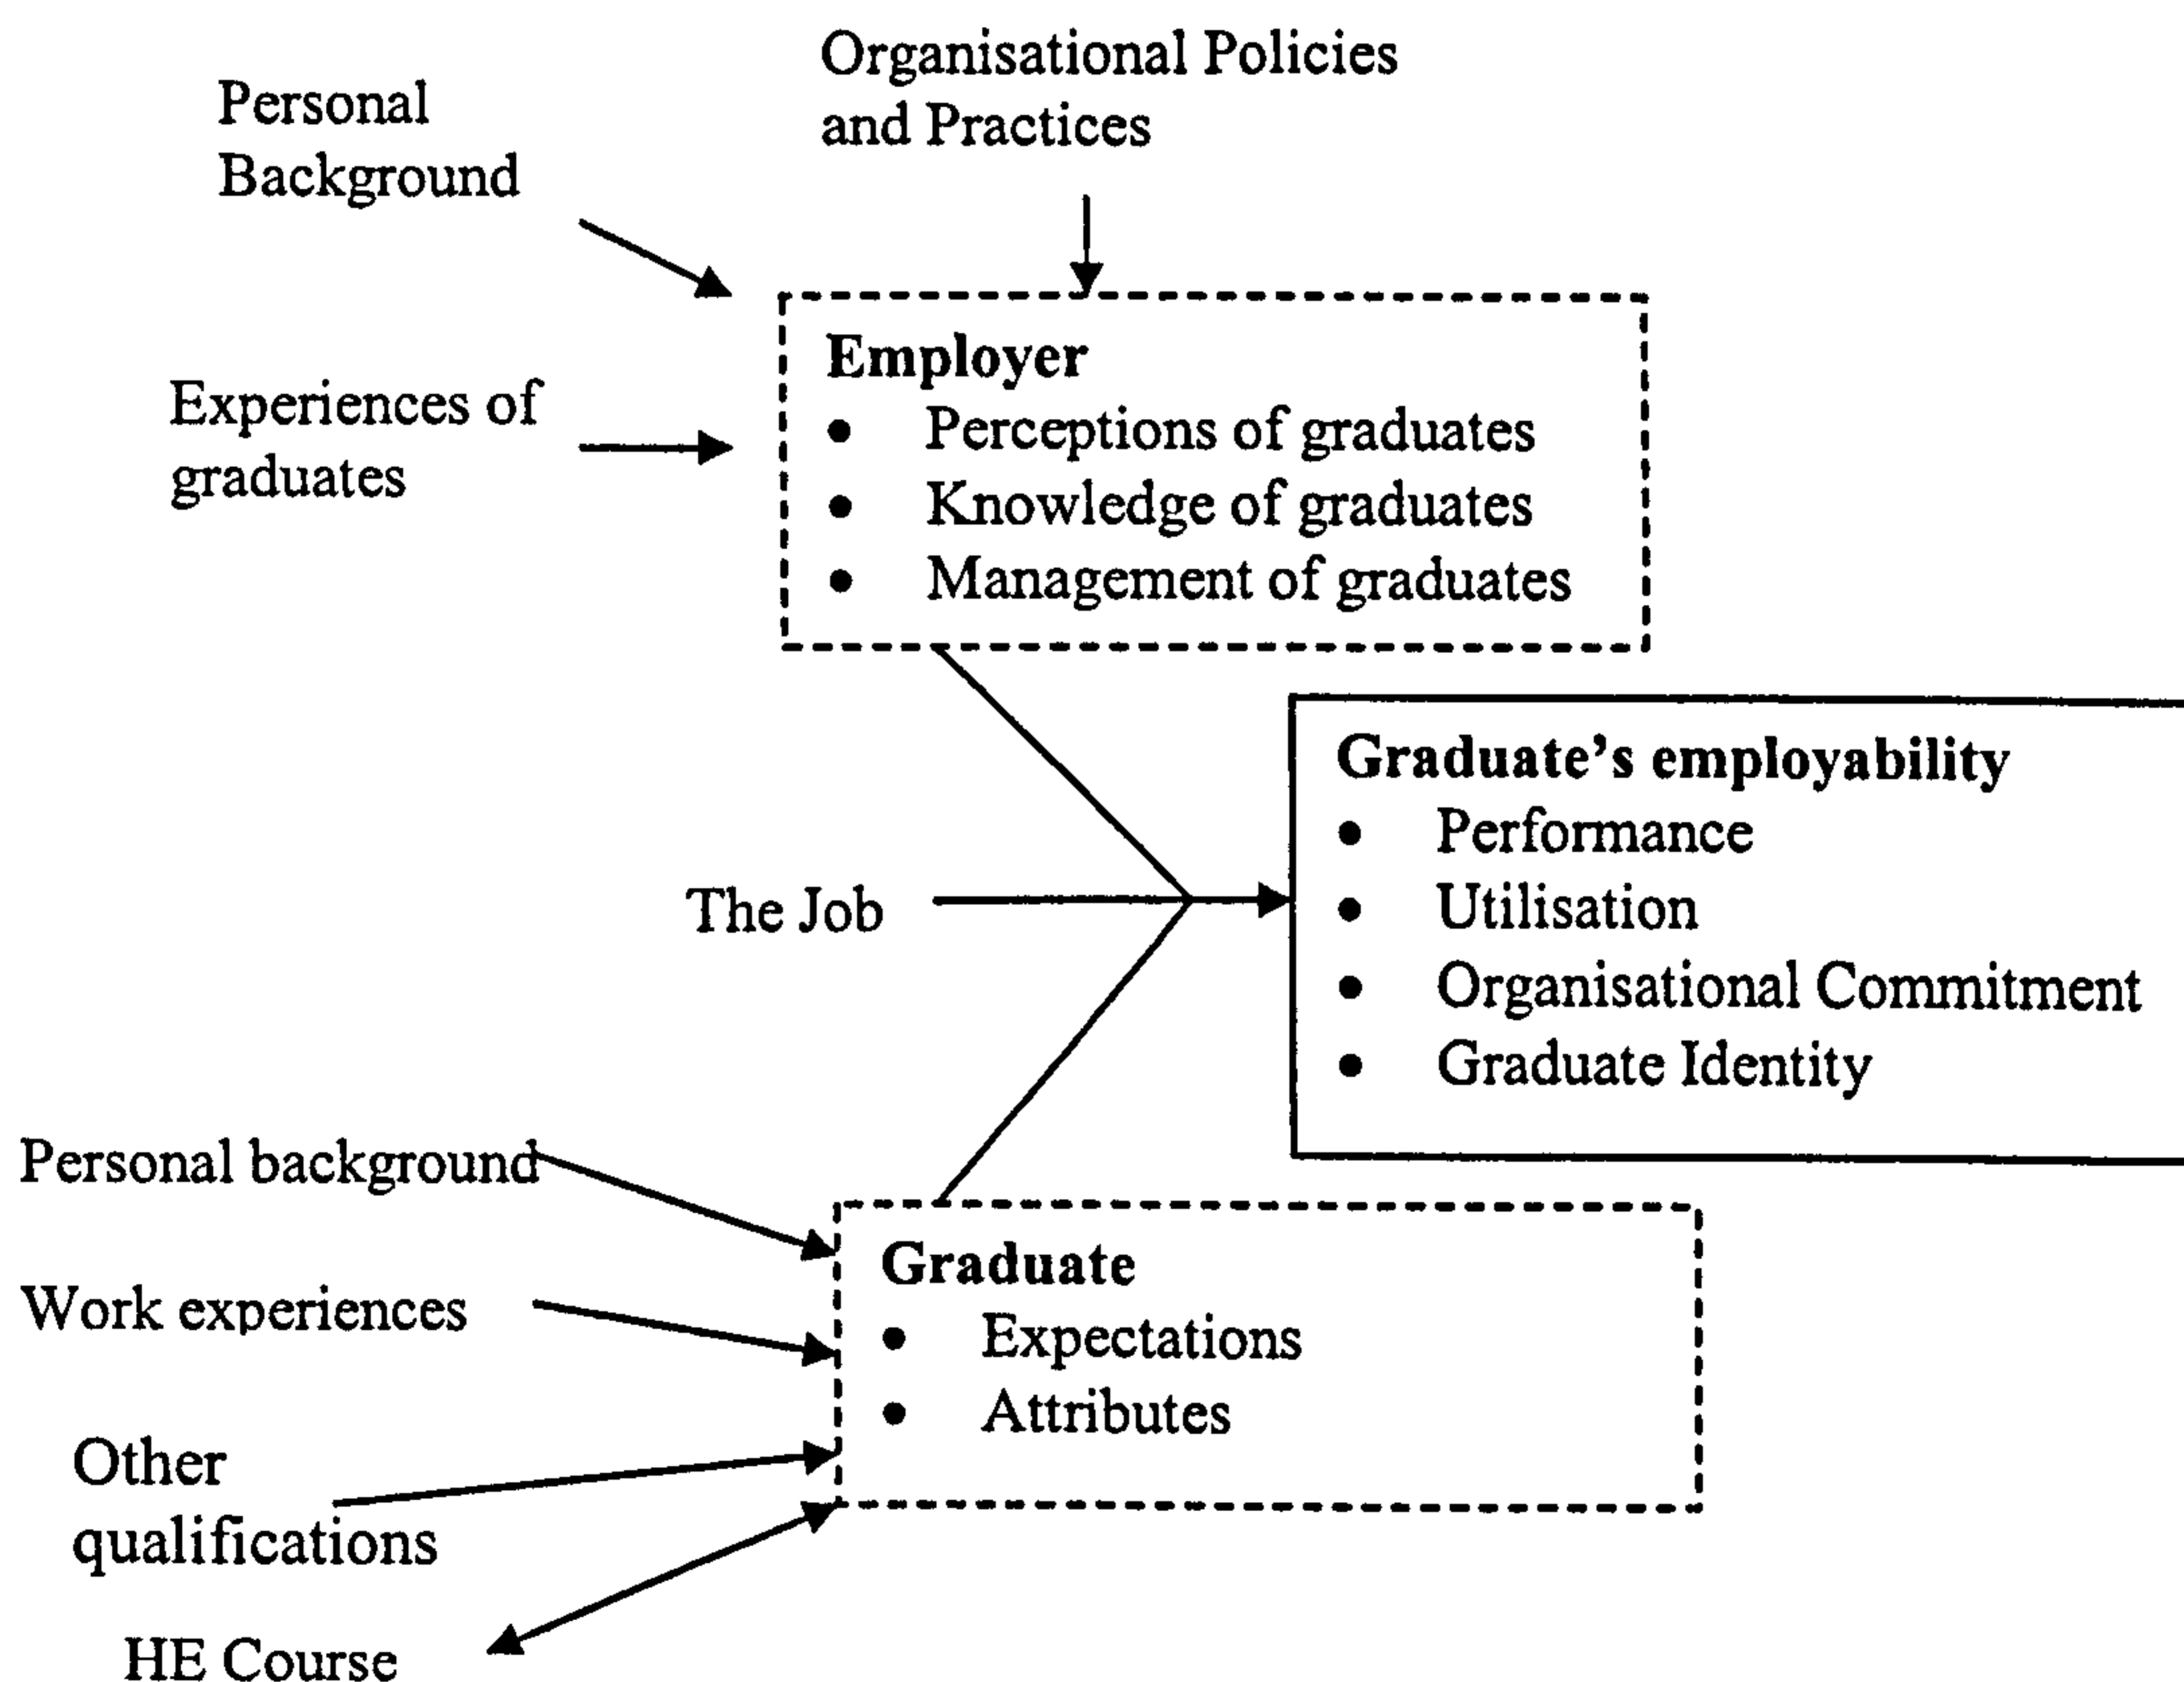 Organisational Policies
and Practices
Personal
Background
Employer
• Perceptions of graduates
• Knowledge of graduates
• Management of graduates
Experiences of
graduates
Graduate's employability
• Performance
• Utilisation
• Organisational Commitment
• Graduate Identity
The Job
Personal background
Work experiences
Other
qualifications
HE Course
Graduate
• Expectations
• Attributes